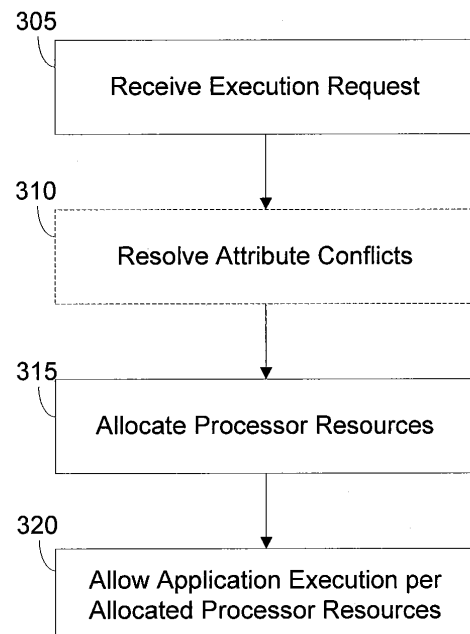 305
Receive Execution Request
310
Resolve Attribute Conflicts
315
Allocate Processor Resources
320
Allow Application Execution per
Allocated Processor Resources